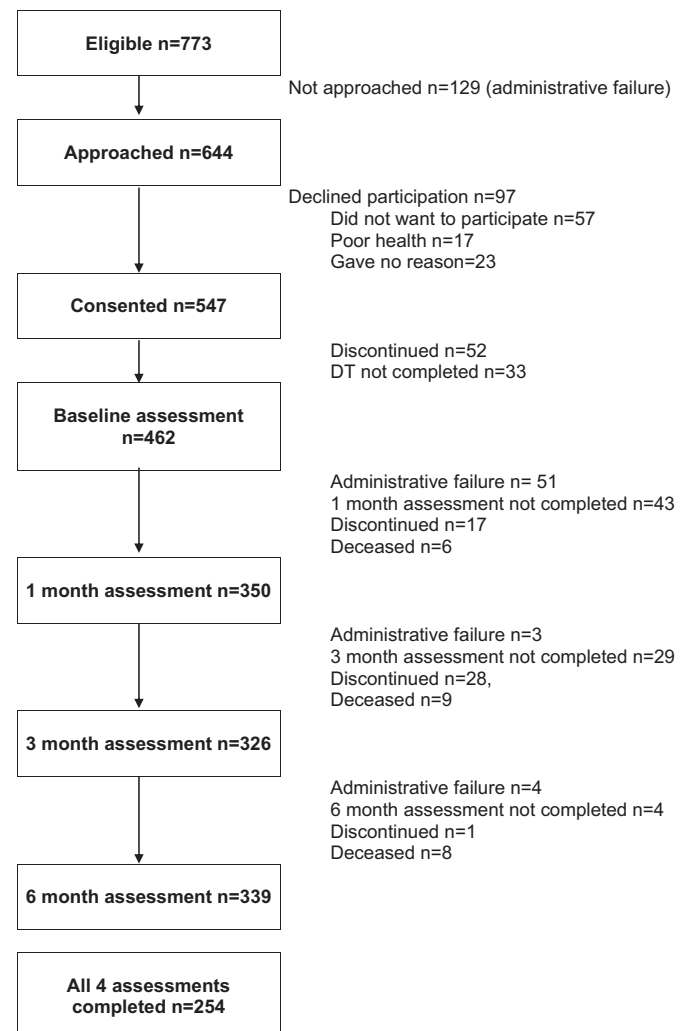 Eligible n=773
Not approached n=129 (administrative failure)
Approached n=644
Declined participation n=97
Did not want to participate n=57
Poor health n=17
Gave no reason=23
Consented n=547
Discontinued n=52
DT not completed n=33
Baseline assessment
n=462
Administrative failure n= 51
1 month assessment not completed n=43
Discontinued n=17
Deceased n=6
1 month assessment n=350
Administrative failure n=3
3 month assessment not completed n=29
Discontinued n=28,
Deceased n=9
3 month assessment n=326
Administrative failure n=4
6 month assessment not completed n=4
Discontinued n=1
Deceased n=8
6 month assessment n=339
All 4 assessments
completed n=254